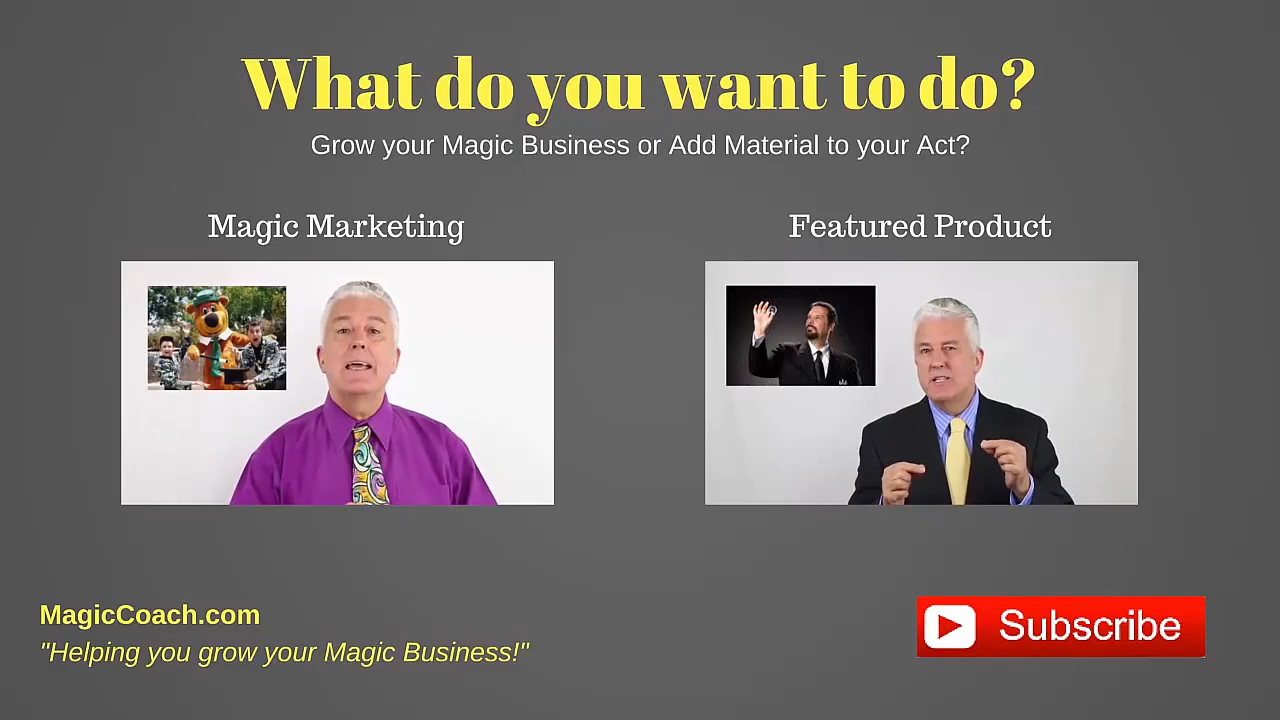 What do you want to do?
Grow your Magic Business or Add Material to your Act?
Magic Marketing
Featured Product
MagicCoach.com
"Helping you grow your Magic Business!"
Subscribe